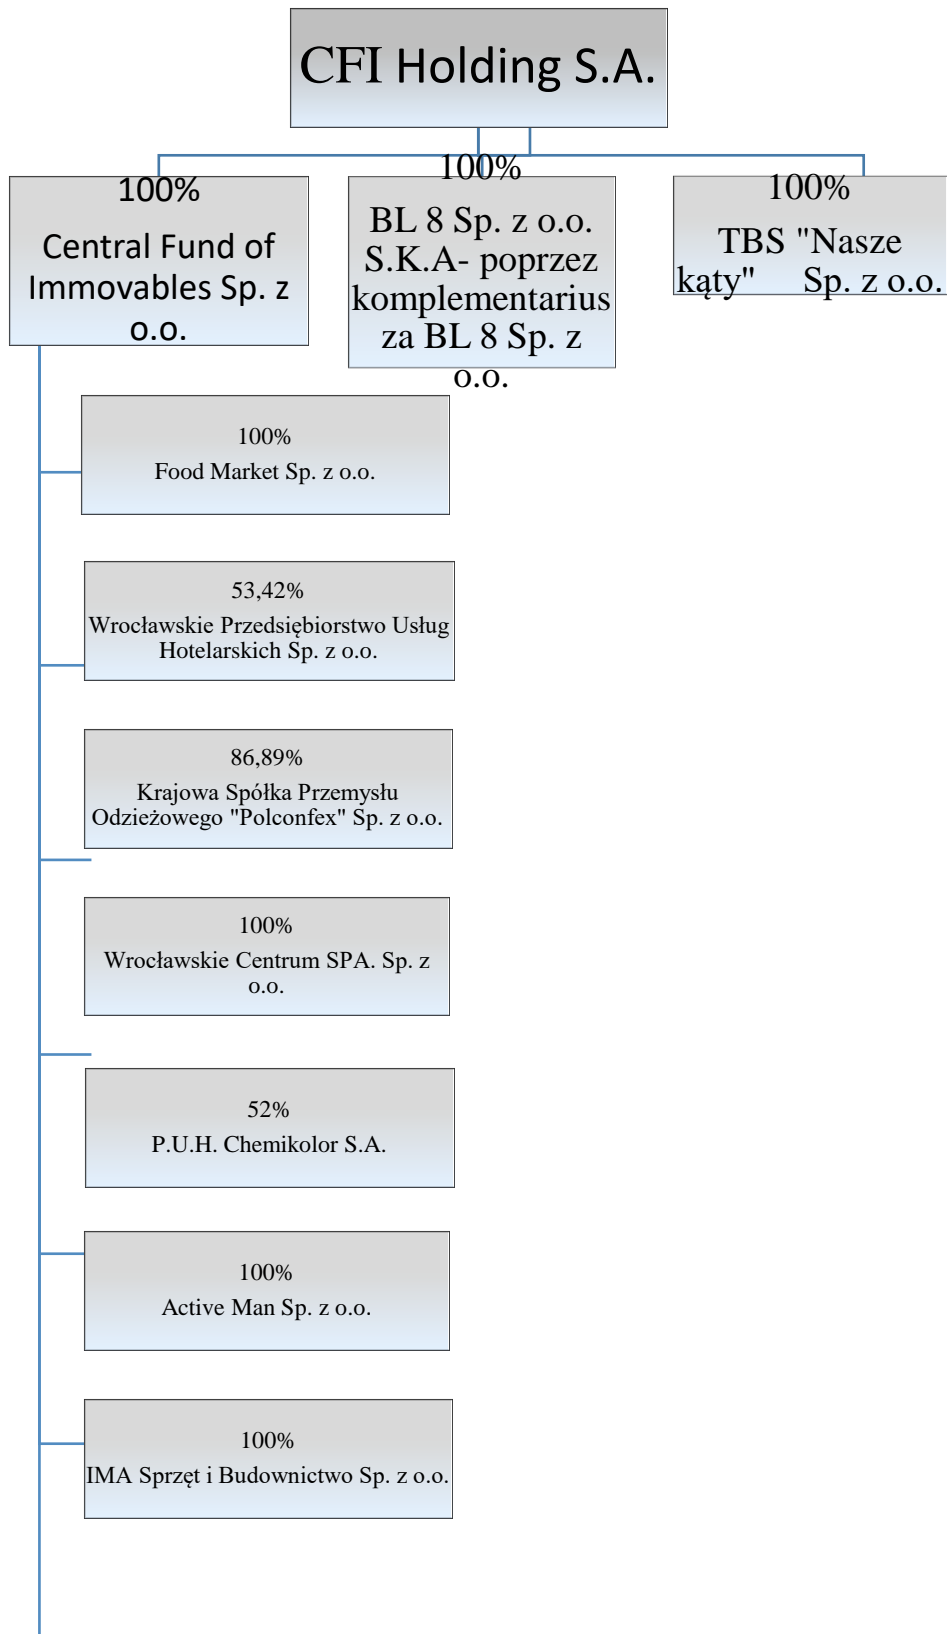 CFI Holding S.A.
100%
Central Fund of
Immovables Sp. z
o.o.
100%
BL 8 Sp. z o.o.
S.K.A- poprzez
komplementarius
za BL 8 Sp. z
o.o.
100%
TBS "Nasze
kąty" Sp. z o.o.
100%
Food Market Sp. z o.o.
53,42%
Wrocławskie Przedsiębiorstwo Usług
Hotelarskich Sp. z o.o.
86,89%
Krajowa Spółka Przemysłu
Odzieżowego "Polconfex" Sp. z o.o.
100%
Wrocławskie Centrum SPA. Sp. z
o.o.
52%
P.U.H. Chemikolor S.A.
100%
Active Man Sp. z o.o.
100%
IMA Sprzęt i Budownictwo Sp. z o.o.